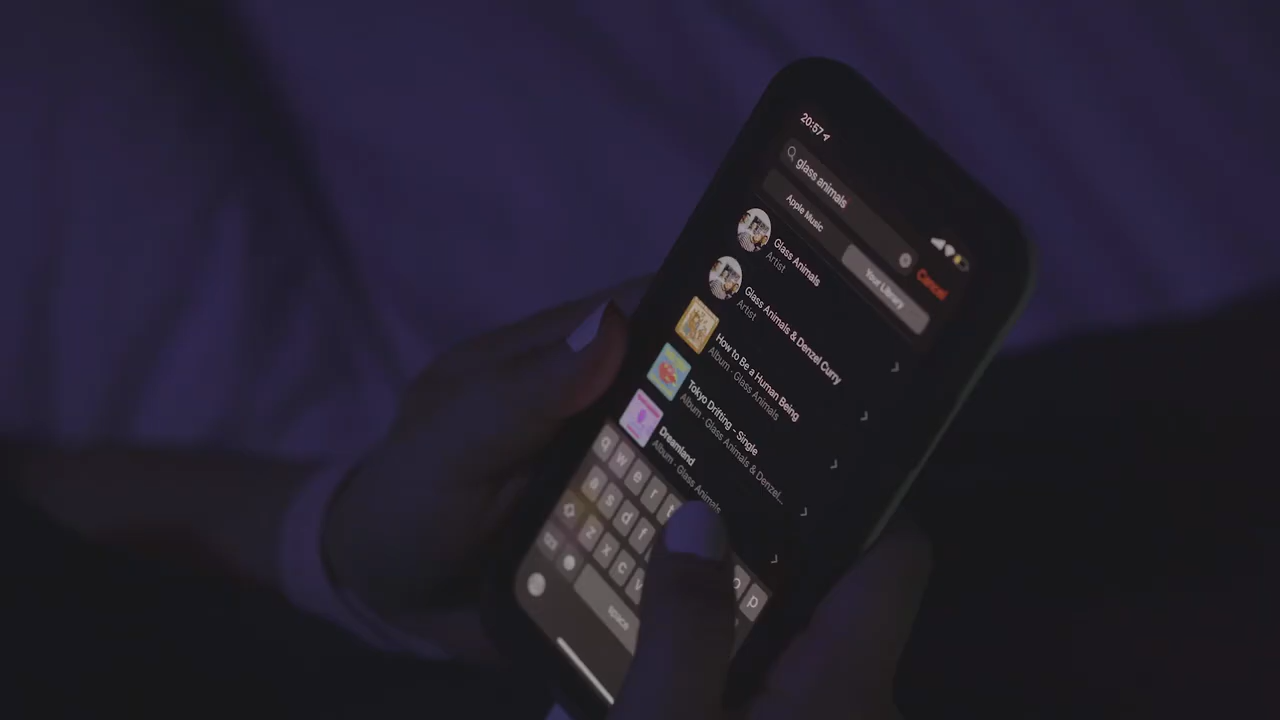 20:57
glass animals
Cancel
Apple Music
Your Library
Glass Animals
Artist
Glass Animals & Denzel Curry
Artist
How to Be a Human Being
Album · Glass Animals
Tokyo Drifting - Single
Album · Glass Animals & Denzel...
Dreamland
Album · Glass Animals
q w e r t o p
a s d f
z x c v
123
space